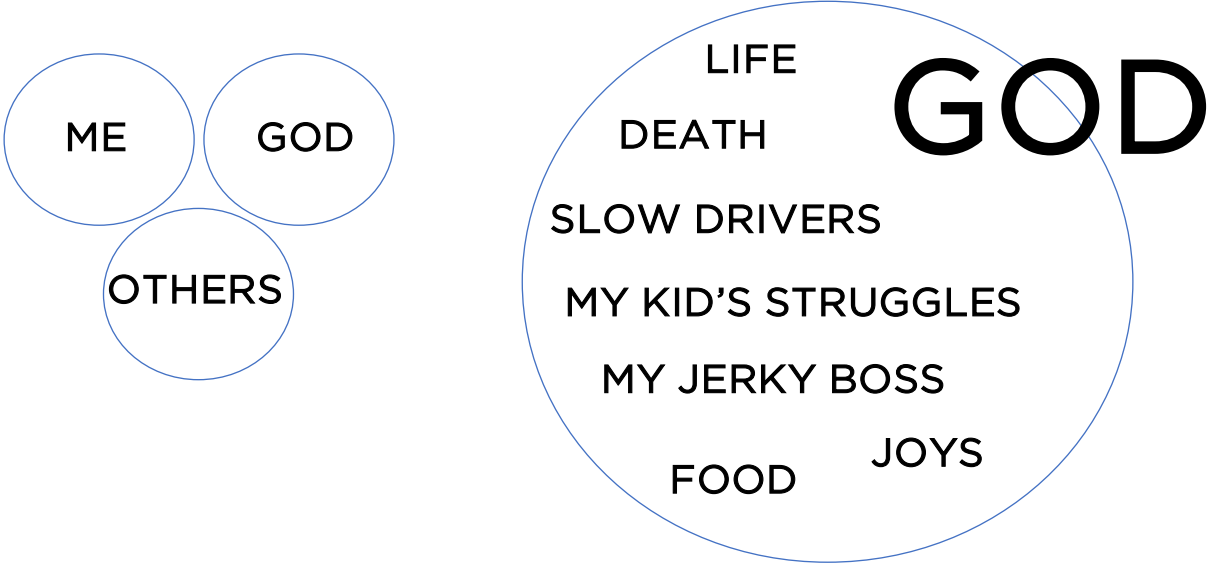 ME
GOD
OTHERS
LIFE
GOD
DEATH
SLOW DRIVERS
MY KID’S STRUGGLES
MY JERKY BOSS
JOYS
FOOD